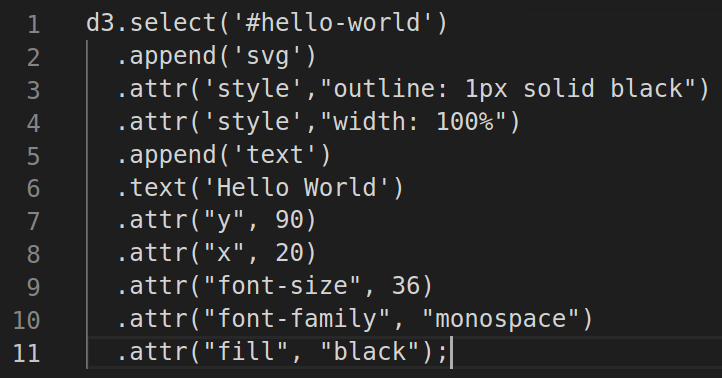 1 d3.select('#hello-world')
2 .append('svg')
3 .attr('style',"outline: 1px solid black")
4 .attr('style',"width: 100%")
5 .append('text')
6 .text('Hello World')
7 .attr("y", 90)
8 .attr("x", 20)
9 .attr("font-size", 36)
10 .attr("font-family", "monospace")
11 .attr("fill", "black");